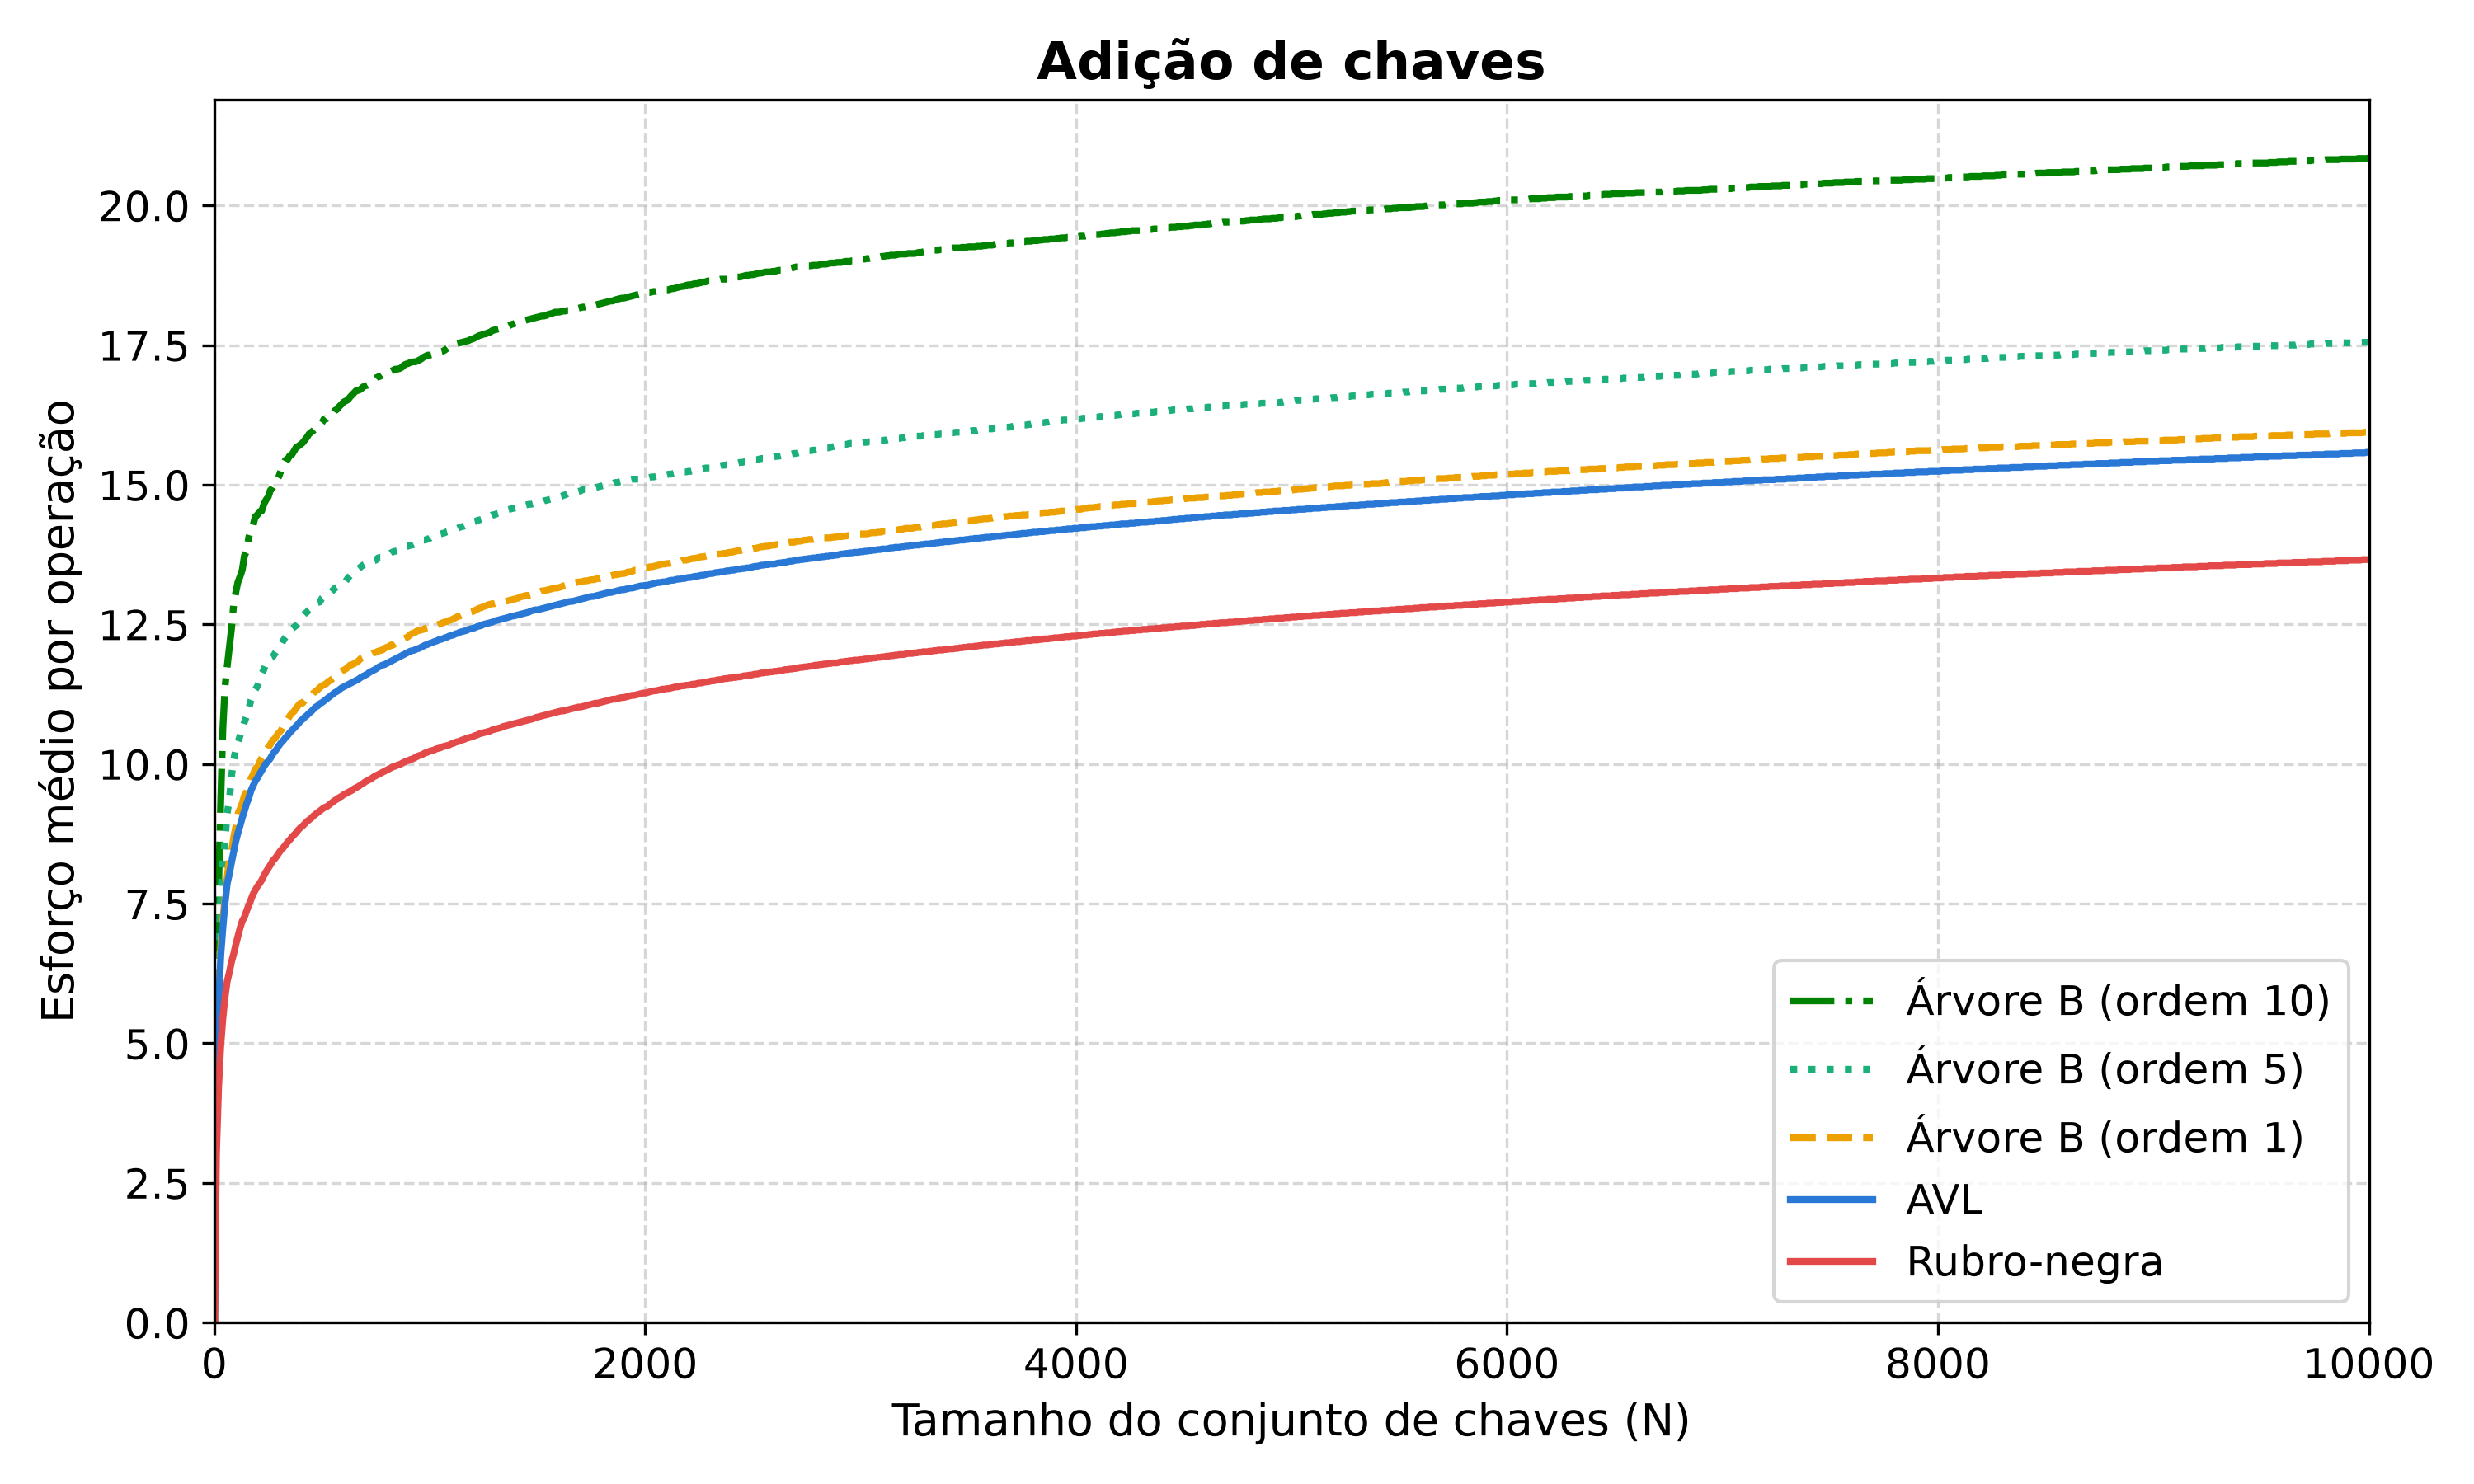 Adição de chaves
Esforço médio por operação
20.0
17.5
15.0
12.5
10.0
7.5
5.0
2.5
0.0
Árvore B (ordem 10)
Árvore B (ordem 5)
Árvore B (ordem 1)
AVL
Rubro-negra
0 2000 4000 6000 8000 10000
Tamanho do conjunto de chaves (N)